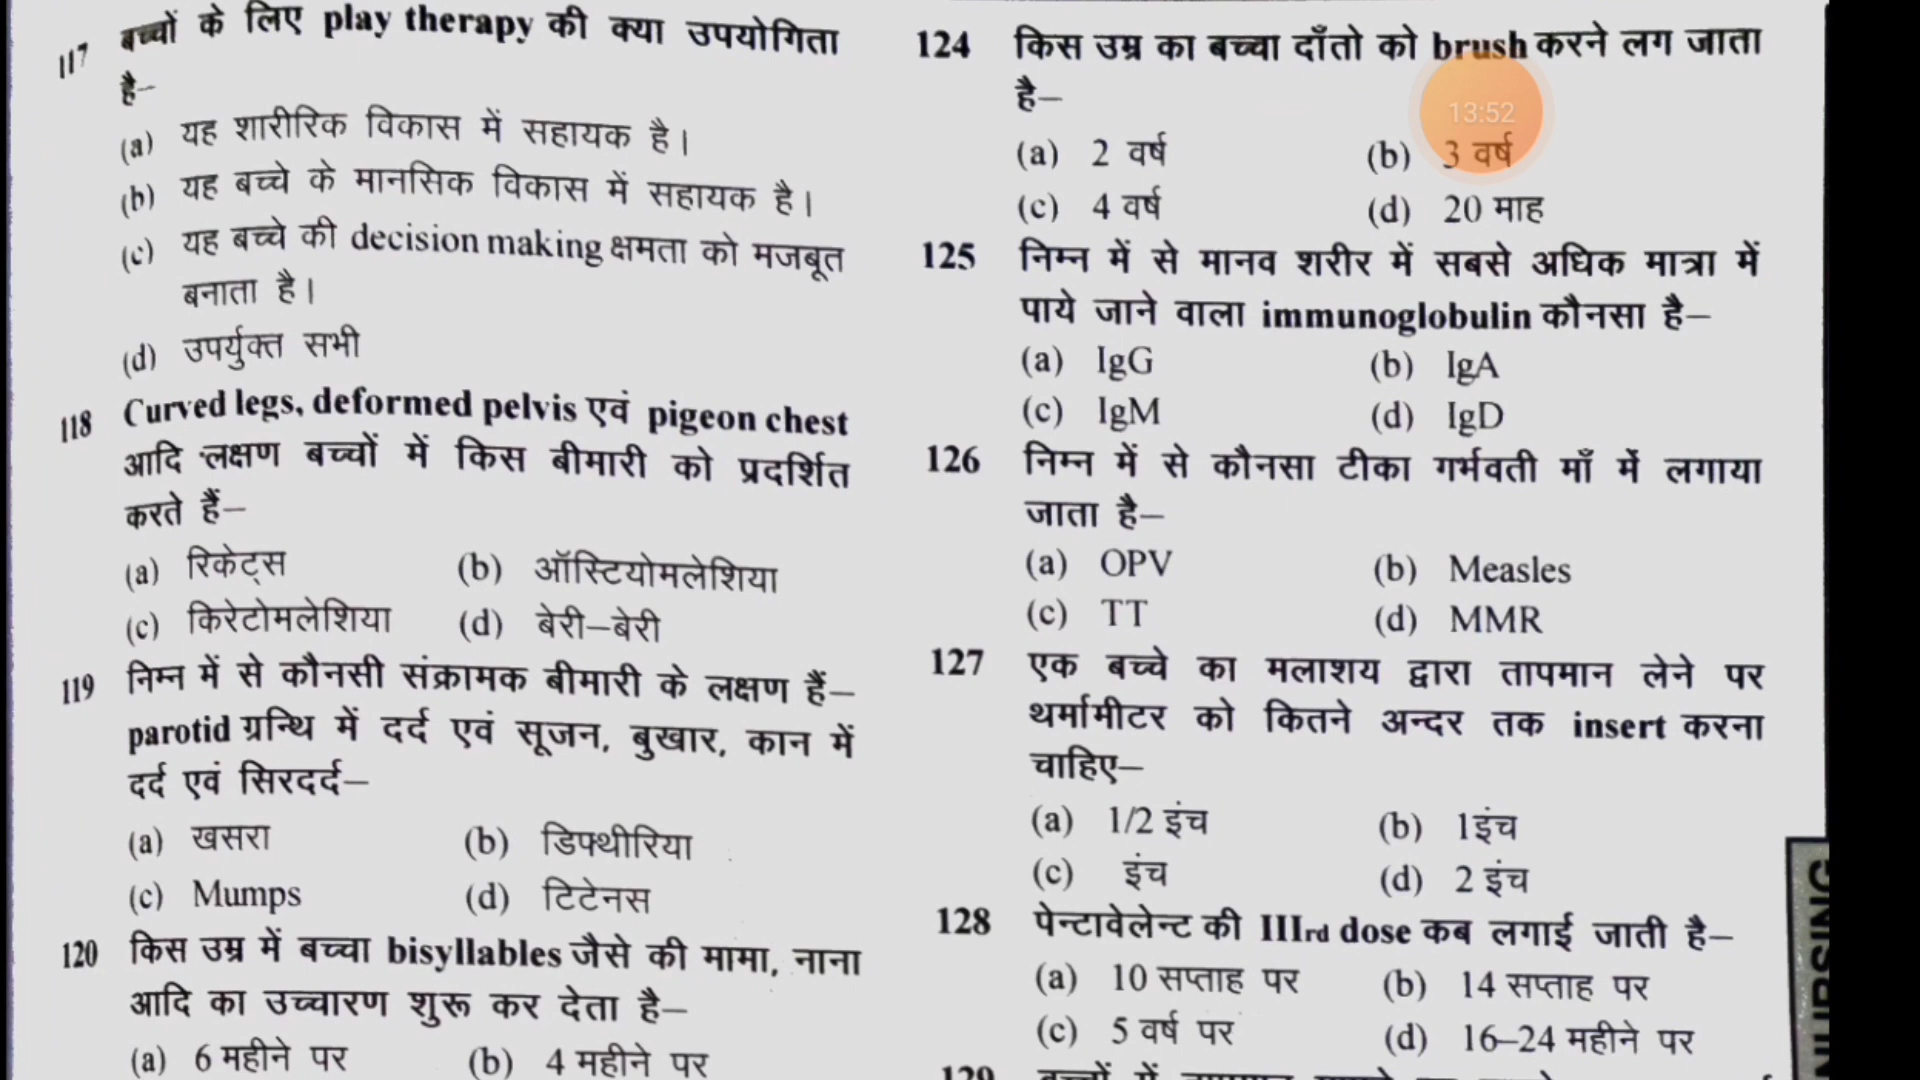 117 बच्चों के लिए play therapy की क्या उपयोगिता
है–
(a) यह शारीरिक विकास में सहायक है।
(b) यह बच्चे के मानसिक विकास में सहायक है।
(c) यह बच्चे की decision making क्षमता को मजबूत
बनाता है।
(d) उपर्युक्त सभी
118 Curved legs, deformed pelvis एवं pigeon chest
आदि लक्षण बच्चों में किस बीमारी को प्रदर्शित
करते हैं–
(a) रिकेट्स (b) ऑस्टियोमलेशिया
(c) किरेटोमलेशिया (d) बेरी–बेरी
119 निम्न में से कौनसी संक्रामक बीमारी के लक्षण हैं–
parotid ग्रन्थि में दर्द एवं सूजन, बुखार, कान में
दर्द एवं सिरदर्द–
(a) खसरा (b) डिफ्थीरिया
(c) Mumps (d) टिटेनस
120 किस उम्र में बच्चा bisyllables जैसे की मामा, नाना
आदि का उच्चारण शुरू कर देता है–
(a) 6 महीने पर (b) 4 महीने पर
124 किस उम्र का बच्चा दाँतो को brush करने लग जाता
है–
13:52
(a) 2 वर्ष (b) 3 वर्ष
(c) 4 वर्ष (d) 20 माह
125 निम्न में से मानव शरीर में सबसे अधिक मात्रा में
पाये जाने वाला immunoglobulin कौनसा है–
(a) IgG (b) IgA
(c) IgM (d) IgD
126 निम्न में से कौनसा टीका गर्भवती माँ में लगाया
जाता है–
(a) OPV (b) Measles
(c) TT (d) MMR
127 एक बच्चे का मलाशय द्वारा तापमान लेने पर
थर्मामीटर को कितने अन्दर तक insert करना
चाहिए–
(a) 1/2 इंच (b) 1इंच
(c) इंच (d) 2 इंच
128 पेन्टावेलेन्ट की IIIrd dose कब लगाई जाती है–
(a) 10 सप्ताह पर (b) 14 सप्ताह पर
(c) 5 वर्ष पर (d) 16–24 महीने पर
129 बच्चों में
NURSING